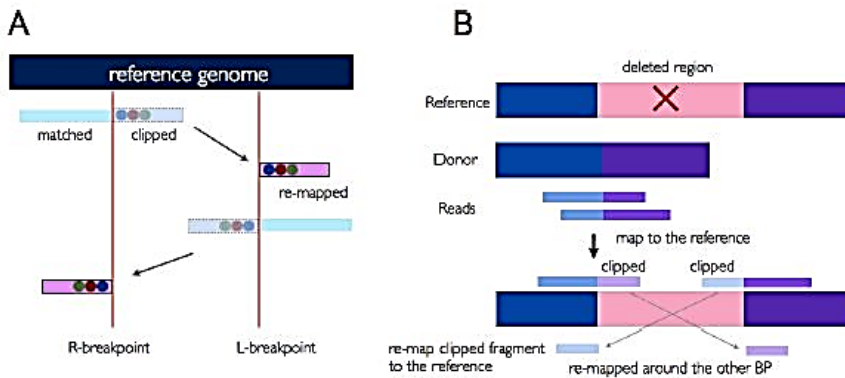 A
reference genome
matched
clipped
re-mapped
R-breakpoint
L-breakpoint
B
deleted region
Reference
Donor
Reads
map to the reference
clipped
clipped
re-map clipped fragment
to the reference
re-mapped around the other BP